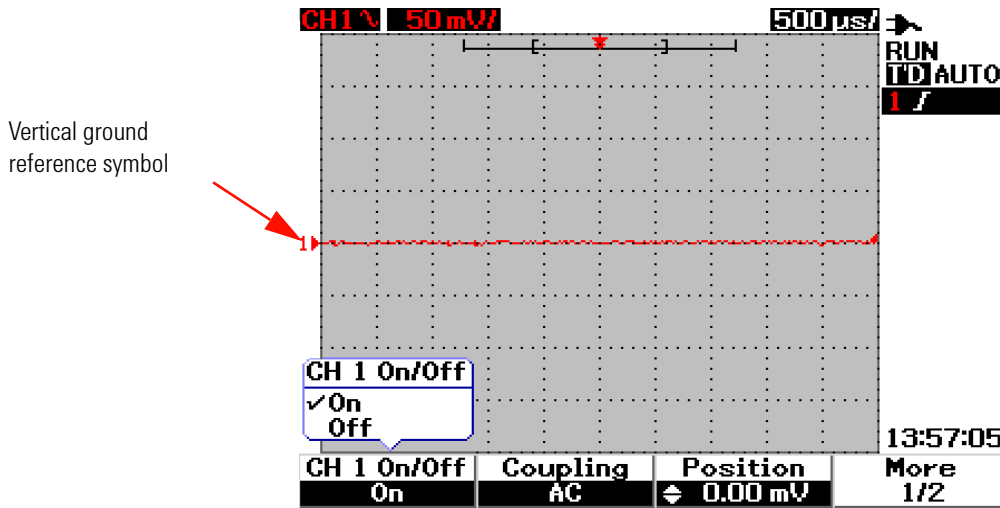 CH1 50 mV/ 500 µs/
RUN
T'D AUTO
1
Vertical ground
reference symbol
1
CH 1 On/Off
✓On
Off
13:57:05
CH 1 On/Off Coupling Position More
On AC 0.00 mV 1/2